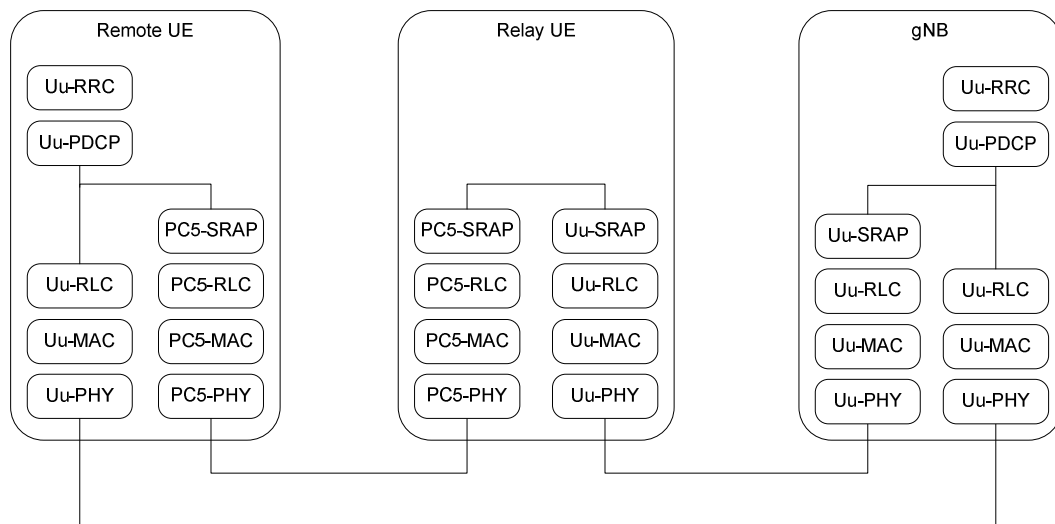 Remote UE
Uu-RRC
Uu-PDCP
PC5-SRAP
Uu-RLC
PC5-RLC
Uu-MAC
PC5-MAC
Uu-PHY
PC5-PHY
Relay UE
PC5-SRAP
Uu-SRAP
PC5-RLC
Uu-RLC
PC5-MAC
Uu-MAC
PC5-PHY
Uu-PHY
gNB
Uu-RRC
Uu-PDCP
Uu-SRAP
Uu-RLC
Uu-RLC
Uu-MAC
Uu-MAC
Uu-PHY
Uu-PHY